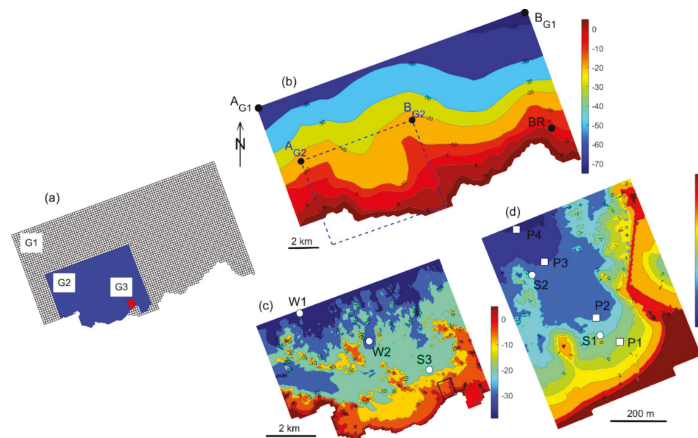 (a)
G1
G2
G3
(b)
A G1
B G1
A G2
B G2
BR
N
2 km
0
-10
-20
-30
-40
-50
-60
-70
(c)
W1
W2
S3
2 km
0
-10
-20
-30
(d)
P4
P3
S2
P2
S1
P1
200 m